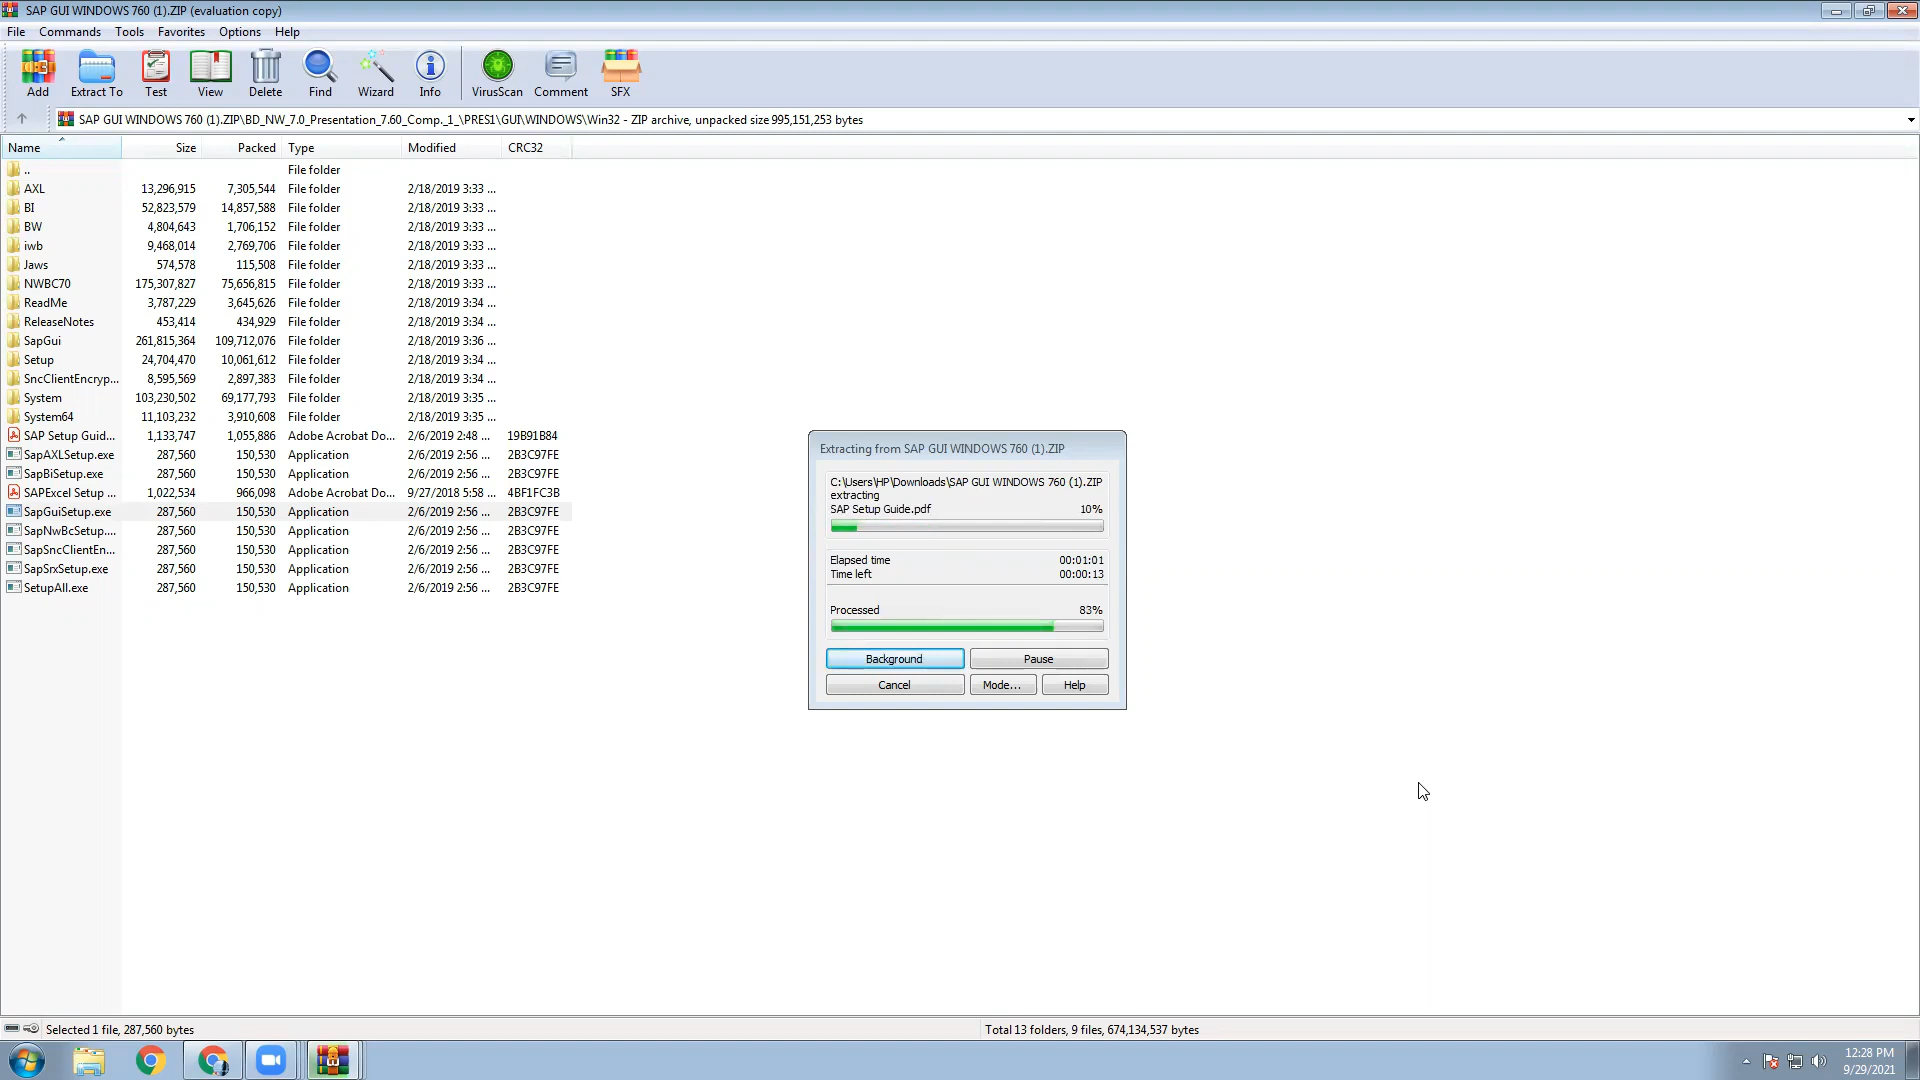 SAP GUI WINDOWS 760 (1).ZIP (evaluation copy)
File Commands Tools Favorites Options Help
Add Extract To Test View Delete Find Wizard Info VirusScan Comment SFX
SAP GUI WINDOWS 760 (1).ZIP\BD_NW_7.0_Presentation_7.60_Comp._1_\PRES1\GUI\WINDOWS\Win32 - ZIP archive, unpacked size 995,151,253 bytes
Name Size Packed Type Modified CRC32
.. File folder
AXL 13,296,915 7,305,544 File folder 2/18/2019 3:33 ...
BI 52,823,579 14,857,588 File folder 2/18/2019 3:33 ...
BW 4,804,643 1,706,152 File folder 2/18/2019 3:33 ...
iwb 9,468,014 2,769,706 File folder 2/18/2019 3:33 ...
Jaws 574,578 115,508 File folder 2/18/2019 3:33 ...
NWBC70 175,307,827 75,656,815 File folder 2/18/2019 3:33 ...
ReadMe 3,787,229 3,645,626 File folder 2/18/2019 3:34 ...
ReleaseNotes 453,414 434,929 File folder 2/18/2019 3:34 ...
SapGui 261,815,364 109,712,076 File folder 2/18/2019 3:36 ...
Setup 24,704,470 10,061,612 File folder 2/18/2019 3:34 ...
SncClientEncryp... 8,595,569 2,897,383 File folder 2/18/2019 3:34 ...
System 103,230,502 69,177,793 File folder 2/18/2019 3:35 ...
System64 11,103,232 3,910,608 File folder 2/18/2019 3:35 ...
SAP Setup Guid... 1,133,747 1,055,886 Adobe Acrobat Do... 2/6/2019 2:48 ... 19B91B84
SapAXLSetup.exe 287,560 150,530 Application 2/6/2019 2:56 ... 2B3C97FE
SapBiSetup.exe 287,560 150,530 Application 2/6/2019 2:56 ... 2B3C97FE
SAPExcel Setup ... 1,022,534 966,098 Adobe Acrobat Do... 9/27/2018 5:58 ... 4BF1FC3B
SapGuiSetup.exe 287,560 150,530 Application 2/6/2019 2:56 ... 2B3C97FE
SapNwBcSetup.... 287,560 150,530 Application 2/6/2019 2:56 ... 2B3C97FE
SapSncClientEn... 287,560 150,530 Application 2/6/2019 2:56 ... 2B3C97FE
SapSrxSetup.exe 287,560 150,530 Application 2/6/2019 2:56 ... 2B3C97FE
SetupAll.exe 287,560 150,530 Application 2/6/2019 2:56 ... 2B3C97FE
Extracting from SAP GUI WINDOWS 760 (1).ZIP
C:\Users\HP\Downloads\SAP GUI WINDOWS 760 (1).ZIP
extracting
SAP Setup Guide.pdf 10%
Elapsed time 00:01:01
Time left 00:00:13
Processed 83%
Background Pause
Cancel Mode... Help
Selected 1 file, 287,560 bytes Total 13 folders, 9 files, 674,134,537 bytes
12:28 PM
9/29/2021